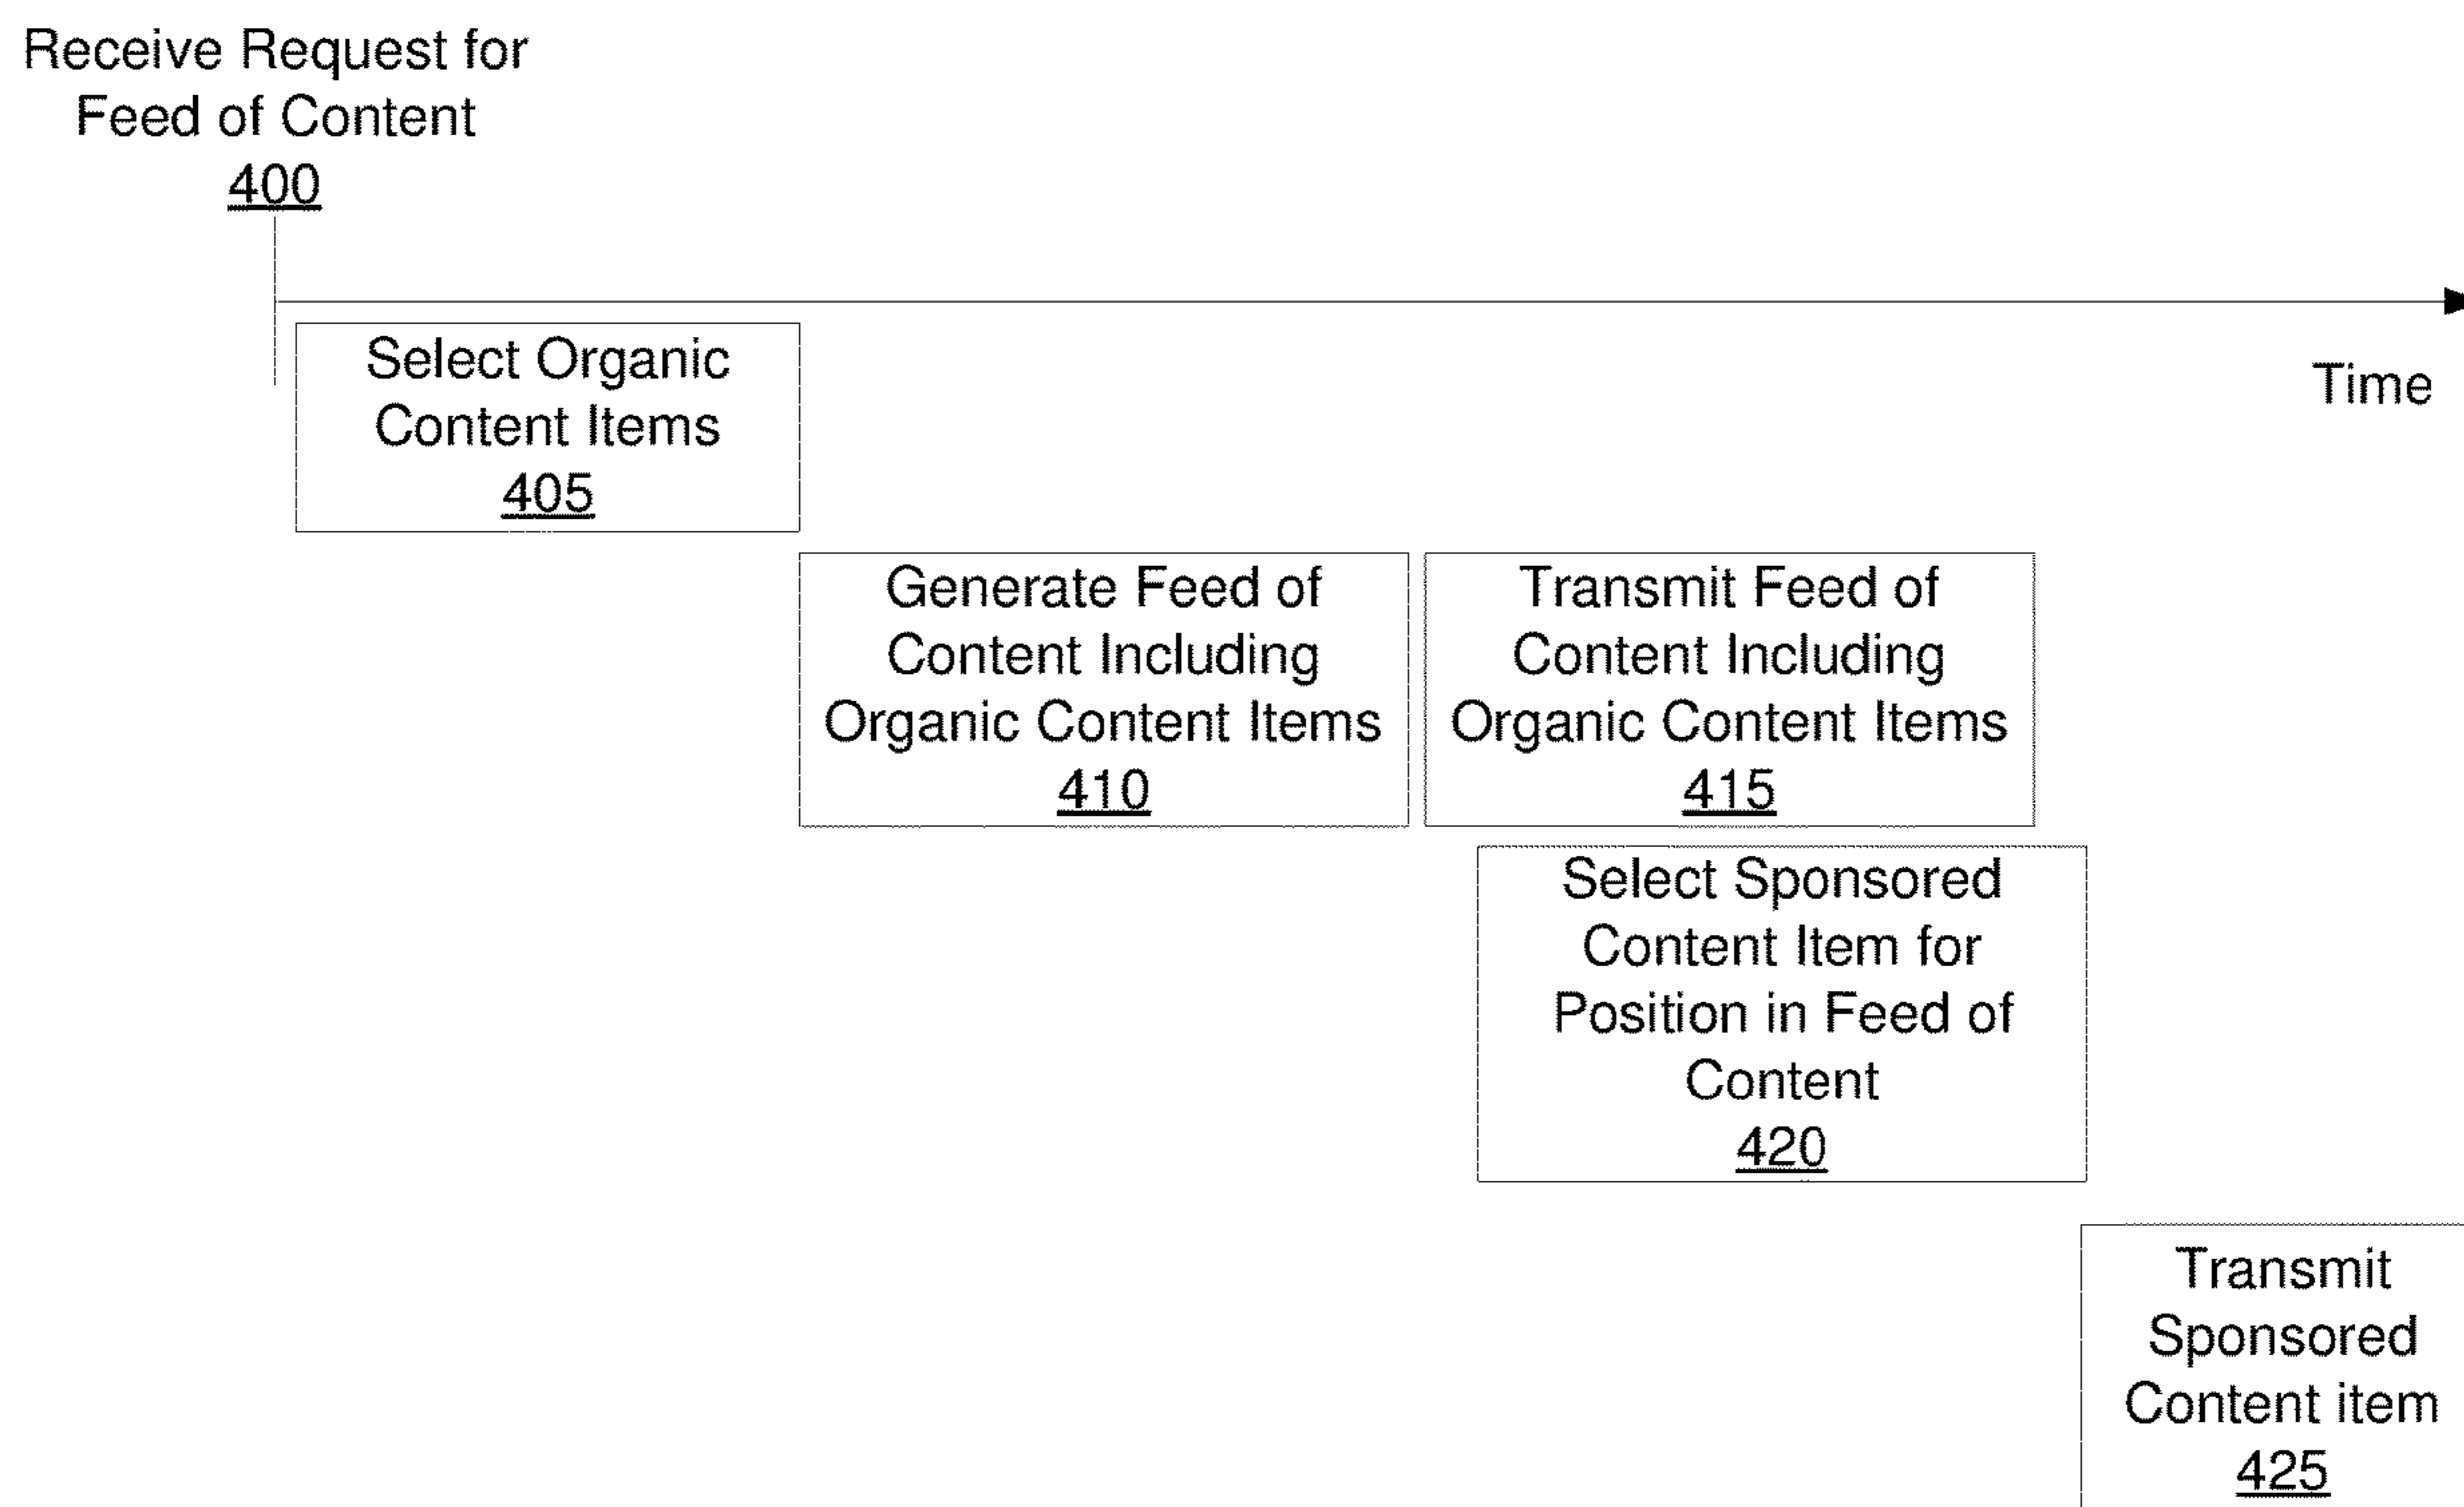 Receive Request for
Feed of Content
400
Time
Select Organic
Content Items
405
Generate Feed of
Content Including
Organic Content Items
410
Transmit Feed of
Content Including
Organic Content Items
415
Select Sponsored
Content Item for
Position in Feed of
Content
420
Transmit
Sponsored
Content item
425